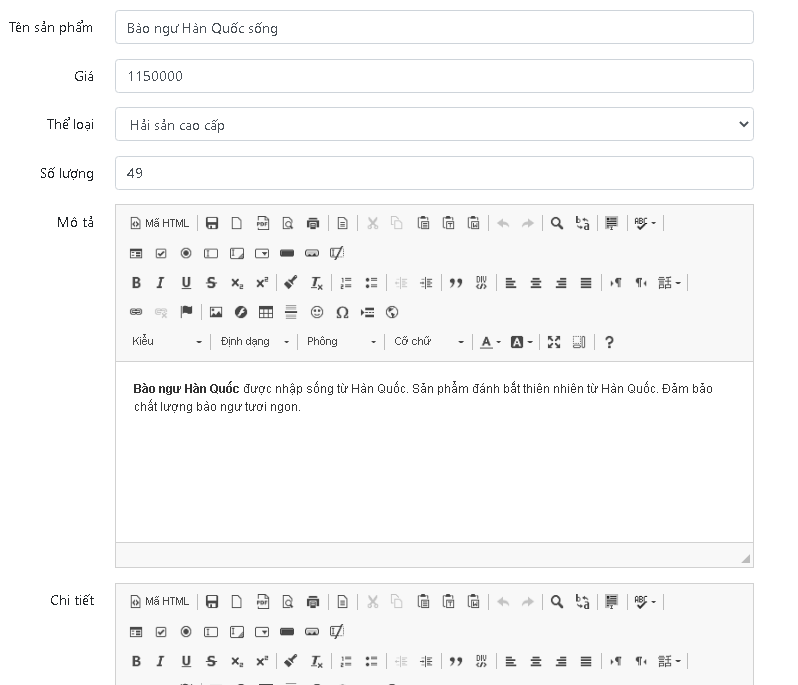 Tên sản phẩm Bào ngư Hàn Quốc sống
Giá 1150000
Thể loại Hải sản cao cấp
Số lượng 49
Mô tả Mã HTML
Kiểu Định dạng Phông Cỡ chữ
Bào ngư Hàn Quốc được nhập sống từ Hàn Quốc. Sản phẩm đánh bắt thiên nhiên từ Hàn Quốc. Đảm bảo
chất lượng bào ngư tươi ngon.
Chi tiết Mã HTML